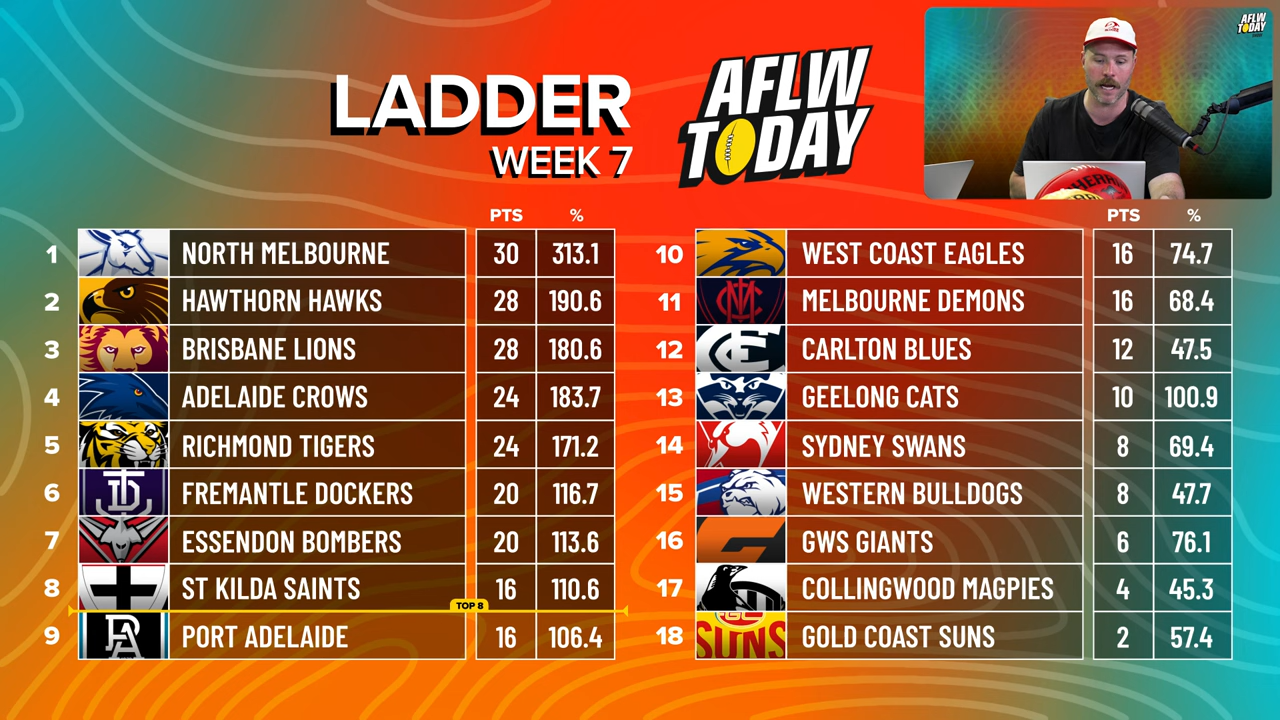 LADDER
WEEK 7
AFLW
TODAY
AFLW
TODAY
HERR
PTS %
1 NORTH MELBOURNE 30 313.1
2 HAWTHORN HAWKS 28 190.6
3 BRISBANE LIONS 28 180.6
4 ADELAIDE CROWS 24 183.7
5 RICHMOND TIGERS 24 171.2
6 FREMANTLE DOCKERS 20 116.7
7 ESSENDON BOMBERS 20 113.6
8 ST KILDA SAINTS 16 110.6
TOP 8
9 PA PORT ADELAIDE 16 106.4
PTS %
10 WEST COAST EAGLES 16 74.7
11 MELBOURNE DEMONS 16 68.4
12 CARLTON BLUES 12 47.5
13 GEELONG CATS 10 100.9
14 SYDNEY SWANS 8 69.4
15 WESTERN BULLDOGS 8 47.7
16 G GWS GIANTS 6 76.1
17 COLLINGWOOD MAGPIES 4 45.3
18 SUNS GOLD COAST SUNS 2 57.4